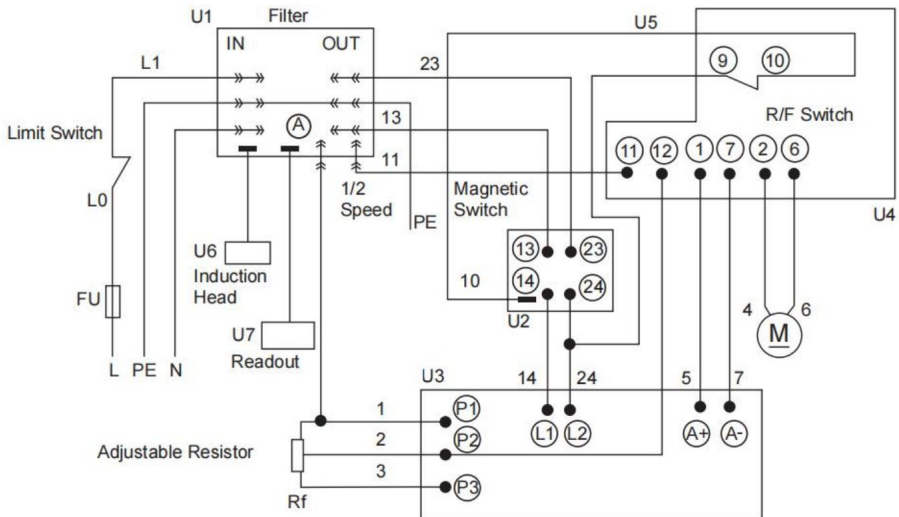 U1 Filter
U5
IN OUT
L1
23
9 10
R/F Switch
Limit Switch
A
13
11 12 1 7 2 6
11
1/2
Speed
Magnetic
Switch
L0
PE
U4
U6
Induction
Head
13 23
10
14 24
U2
4 6
FU
U7
Readout
M
L PE N
U3
14 24
5 7
1
P1
L1 L2
A+ A-
2
P2
Adjustable Resistor
3
P3
Rf